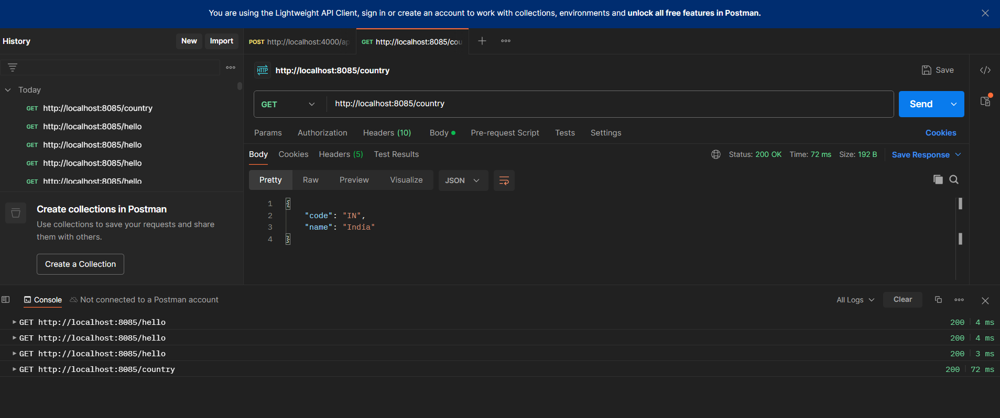 You are using the Lightweight API Client, sign in or create an account to work with collections, environments and unlock all free features in Postman.
History
New
Import
POST http://localhost:4000/ap
GET http://localhost:8085/cou
Today
GET http://localhost:8085/country
GET http://localhost:8085/hello
GET http://localhost:8085/hello
GET http://localhost:8085/hello
GET http://localhost:8085/hello
Create collections in Postman
Use collections to save your requests and share
them with others.
Create a Collection
HTTP http://localhost:8085/country
Save
GET http://localhost:8085/country
Send
Params Authorization Headers (10) Body Pre-request Script Tests Settings
Cookies
Body Cookies Headers (5) Test Results
Status: 200 OK Time: 72 ms Size: 192 B Save Response
Pretty Raw Preview Visualize JSON
1 {
2 "code": "IN",
3 "name": "India"
4 }
Console Not connected to a Postman account
All Logs Clear
GET http://localhost:8085/hello 200 4 ms
GET http://localhost:8085/hello 200 4 ms
GET http://localhost:8085/hello 200 3 ms
GET http://localhost:8085/country 200 72 ms